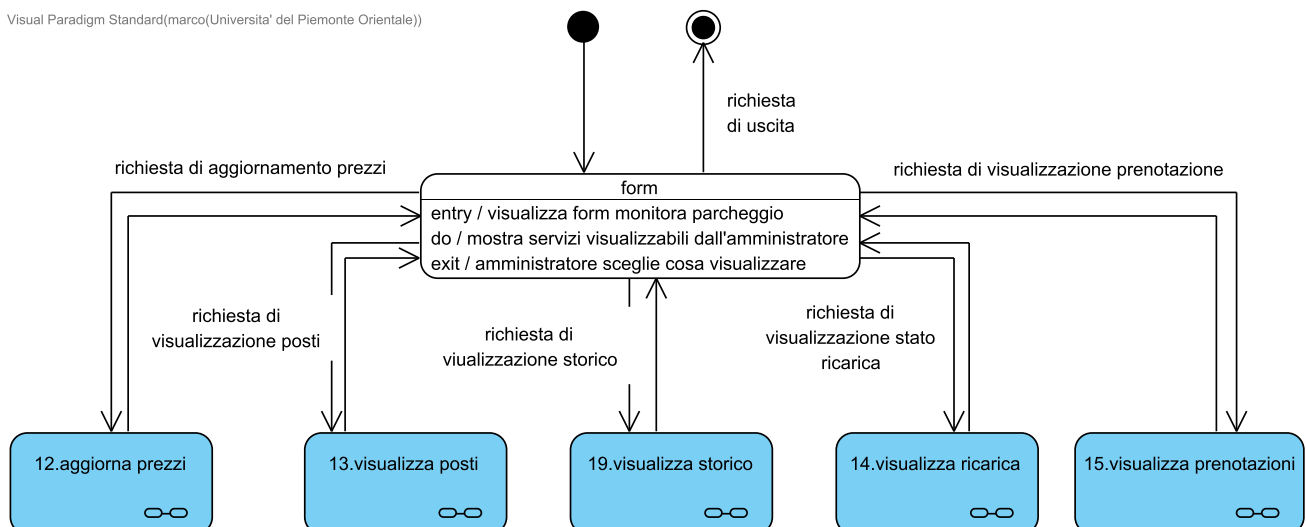 Visual Paradigm Standard(marco(Universita' del Piemonte Orientale))
richiesta
di uscita
richiesta di aggiornamento prezzi
richiesta di visualizzazione prenotazione
form
entry / visualizza form monitora parcheggio
do / mostra servizi visualizzabili dall'amministratore
exit / amministratore sceglie cosa visualizzare
richiesta di
visualizzazione posti
richiesta di
viualizzazione storico
richiesta di
visualizzazione stato
ricarica
12.aggiorna prezzi
13.visualizza posti
19.visualizza storico
14.visualizza ricarica
15.visualizza prenotazioni